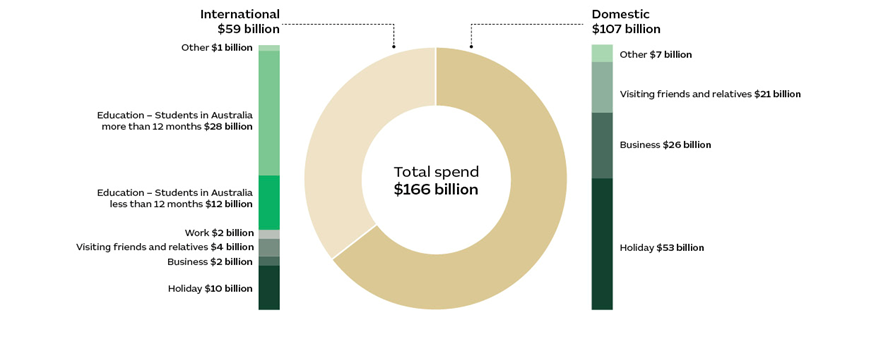 International
$59 billion
Other $1 billion
Education – Students in Australia
more than 12 months $28 billion
Education – Students in Australia
less than 12 months $12 billion
Work $2 billion
Visiting friends and relatives $4 billion
Business $2 billion
Holiday $10 billion
Total spend
$166 billion
Domestic
$107 billion
Other $7 billion
Visiting friends and relatives $21 billion
Business $26 billion
Holiday $53 billion